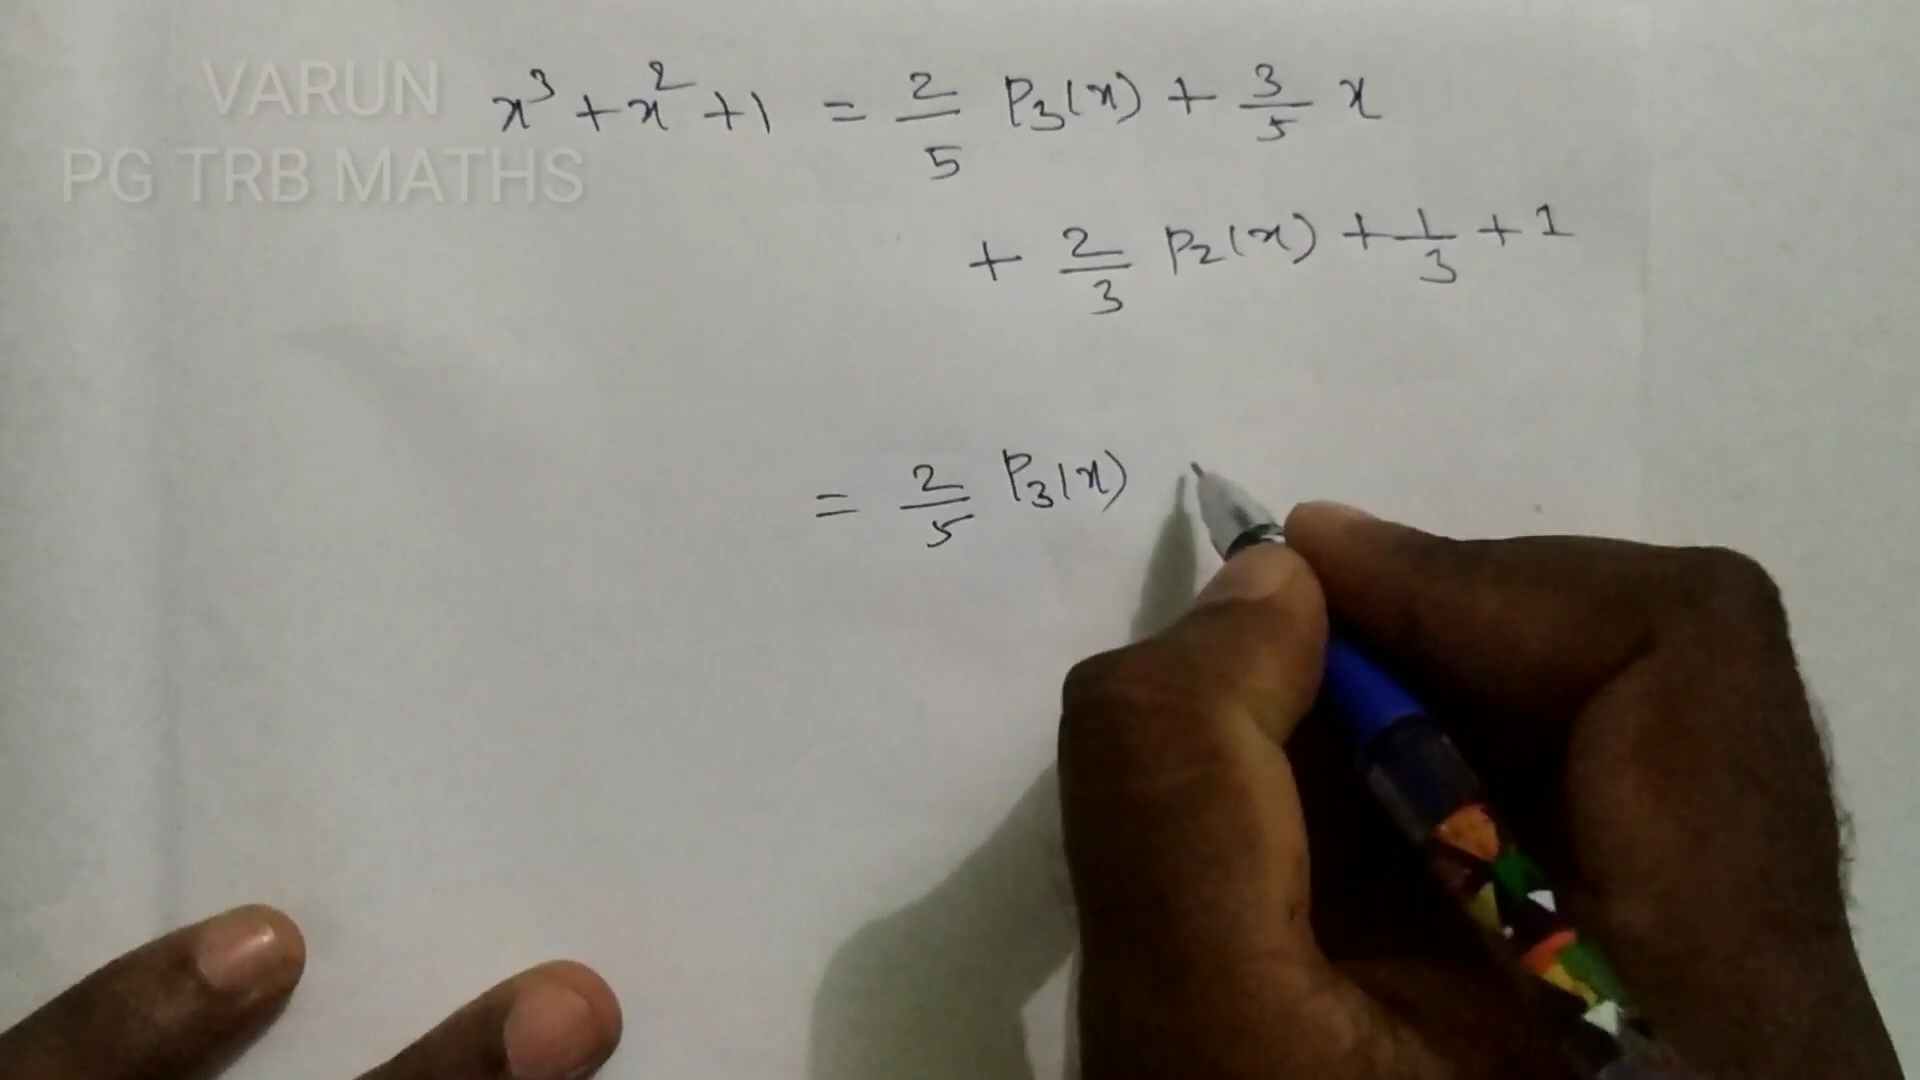 VARUN
PG TRB MATHS
x³ + x² + 1 = 2/5 P₃(x) + 3/5 x
+ 2/3 P₂(x) + 1/3 + 1
= 2/5 P₃(x)